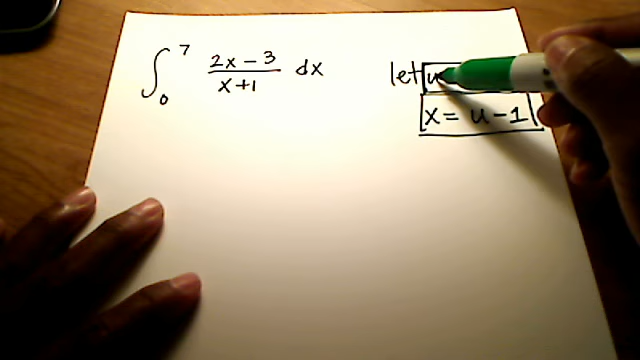 ∫₀⁷ (2x − 3)/(x+1) dx
let u
x = u − 1